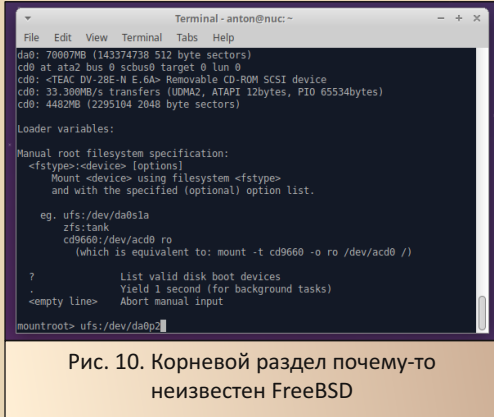 Terminal - anton@nuc: ~
File Edit View Terminal Tabs Help
da0: 70007MB (143374738 512 byte sectors)
cd0 at ata2 bus 0 scbus0 target 0 lun 0
cd0: <TEAC DV-28E-N E.6A> Removable CD-ROM SCSI device
cd0: 33.300MB/s transfers (UDMA2, ATAPI 12bytes, PIO 65534bytes)
cd0: 4482MB (2295104 2048 byte sectors)
Loader variables:
Manual root filesystem specification:
<fstype>:<device> [options]
Mount <device> using filesystem <fstype>
and with the specified (optional) option list.
eg. ufs:/dev/da0s1a
zfs:tank
cd9660:/dev/acd0 ro
(which is equivalent to: mount -t cd9660 -o ro /dev/acd0 /)
? List valid disk boot devices
. Yield 1 second (for background tasks)
<empty line> Abort manual input
mountroot> ufs:/dev/da0p2
Рис. 10. Корневой раздел почему-то
неизвестен FreeBSD